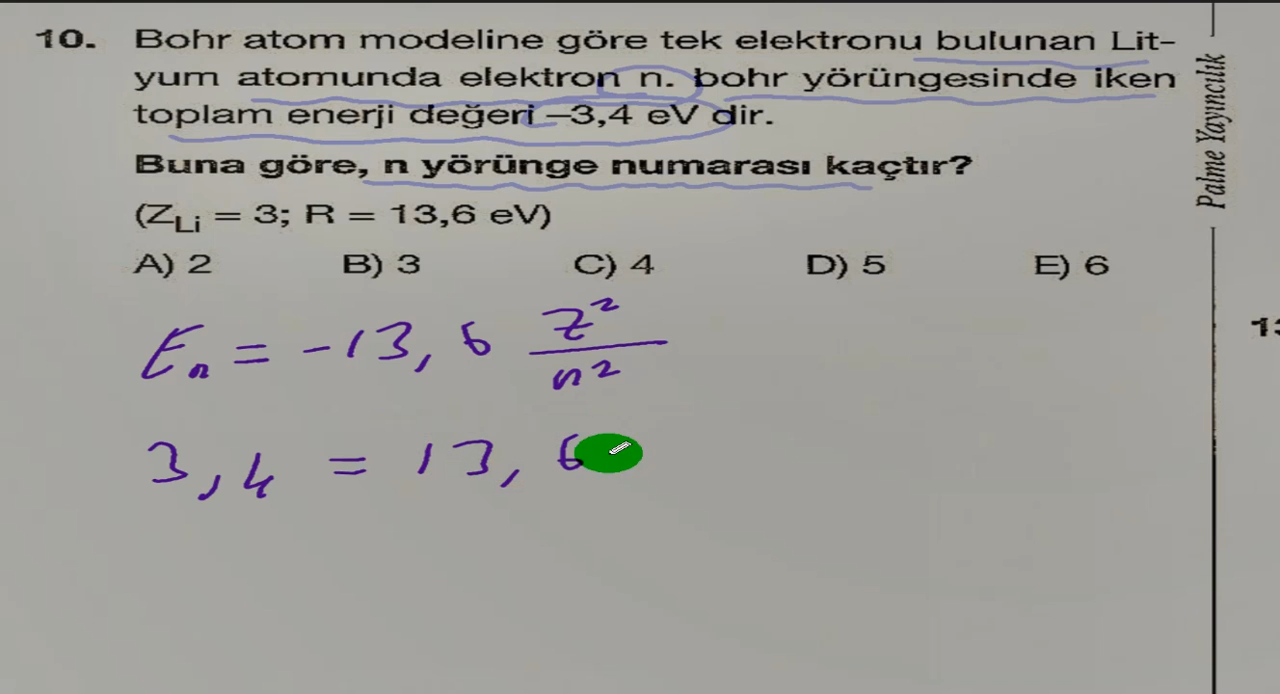 10. Bohr atom modeline göre tek elektronu bulunan Lit-
yum atomunda elektron n. bohr yörüngesinde iken
toplam enerji değeri –3,4 eV dir.
Buna göre, n yörünge numarası kaçtır?
(Z_Li = 3; R = 13,6 eV)
A) 2 B) 3 C) 4 D) 5 E) 6
E_n = -13,6 Z²/n²
3,4 = 13,6
Palme Yayıncılık